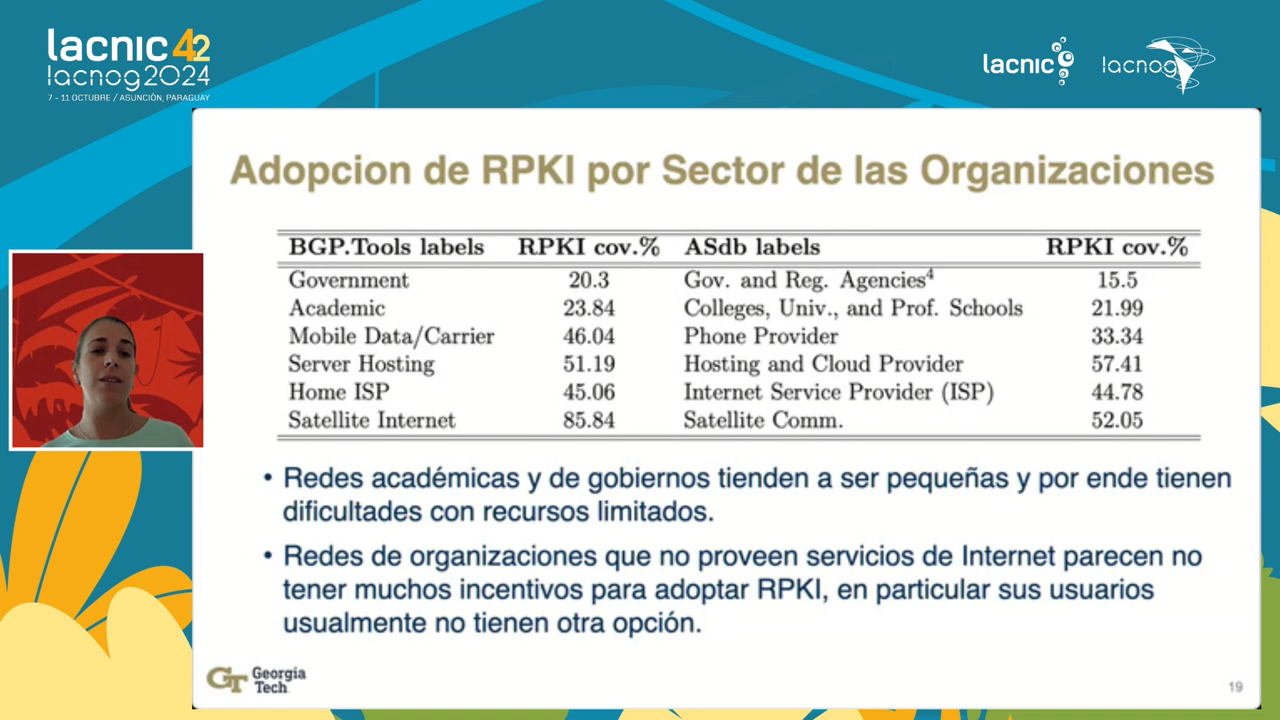 lacnic 42
lacnog2024
7 - 11 OCTUBRE / ASUNCIÓN, PARAGUAY
lacnic
lacnog
Adopcion de RPKI por Sector de las Organizaciones
BGP.Tools labels RPKI cov.% ASdb labels RPKI cov.%
Government 20.3 Gov. and Reg. Agencies4 15.5
Academic 23.84 Colleges, Univ., and Prof. Schools 21.99
Mobile Data/Carrier 46.04 Phone Provider 33.34
Server Hosting 51.19 Hosting and Cloud Provider 57.41
Home ISP 45.06 Internet Service Provider (ISP) 44.78
Satellite Internet 85.84 Satellite Comm. 52.05
• Redes académicas y de gobiernos tienden a ser pequeñas y por ende tienen
dificultades con recursos limitados.
• Redes de organizaciones que no proveen servicios de Internet parecen no
tener muchos incentivos para adoptar RPKI, en particular sus usuarios
usualmente no tienen otra opción.
GT Georgia
Tech
19